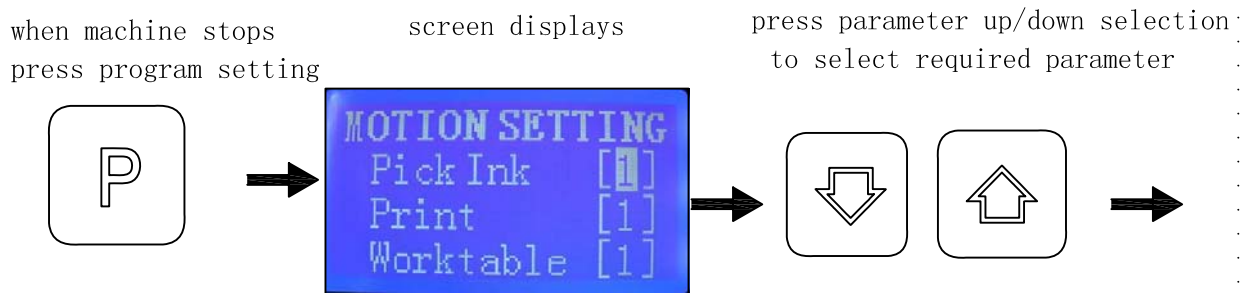 when machine stops
press program setting
P
screen displays
MOTION SETTING
Pick Ink [1]
Print [1]
Worktable [1]
press parameter up/down selection
to select required parameter